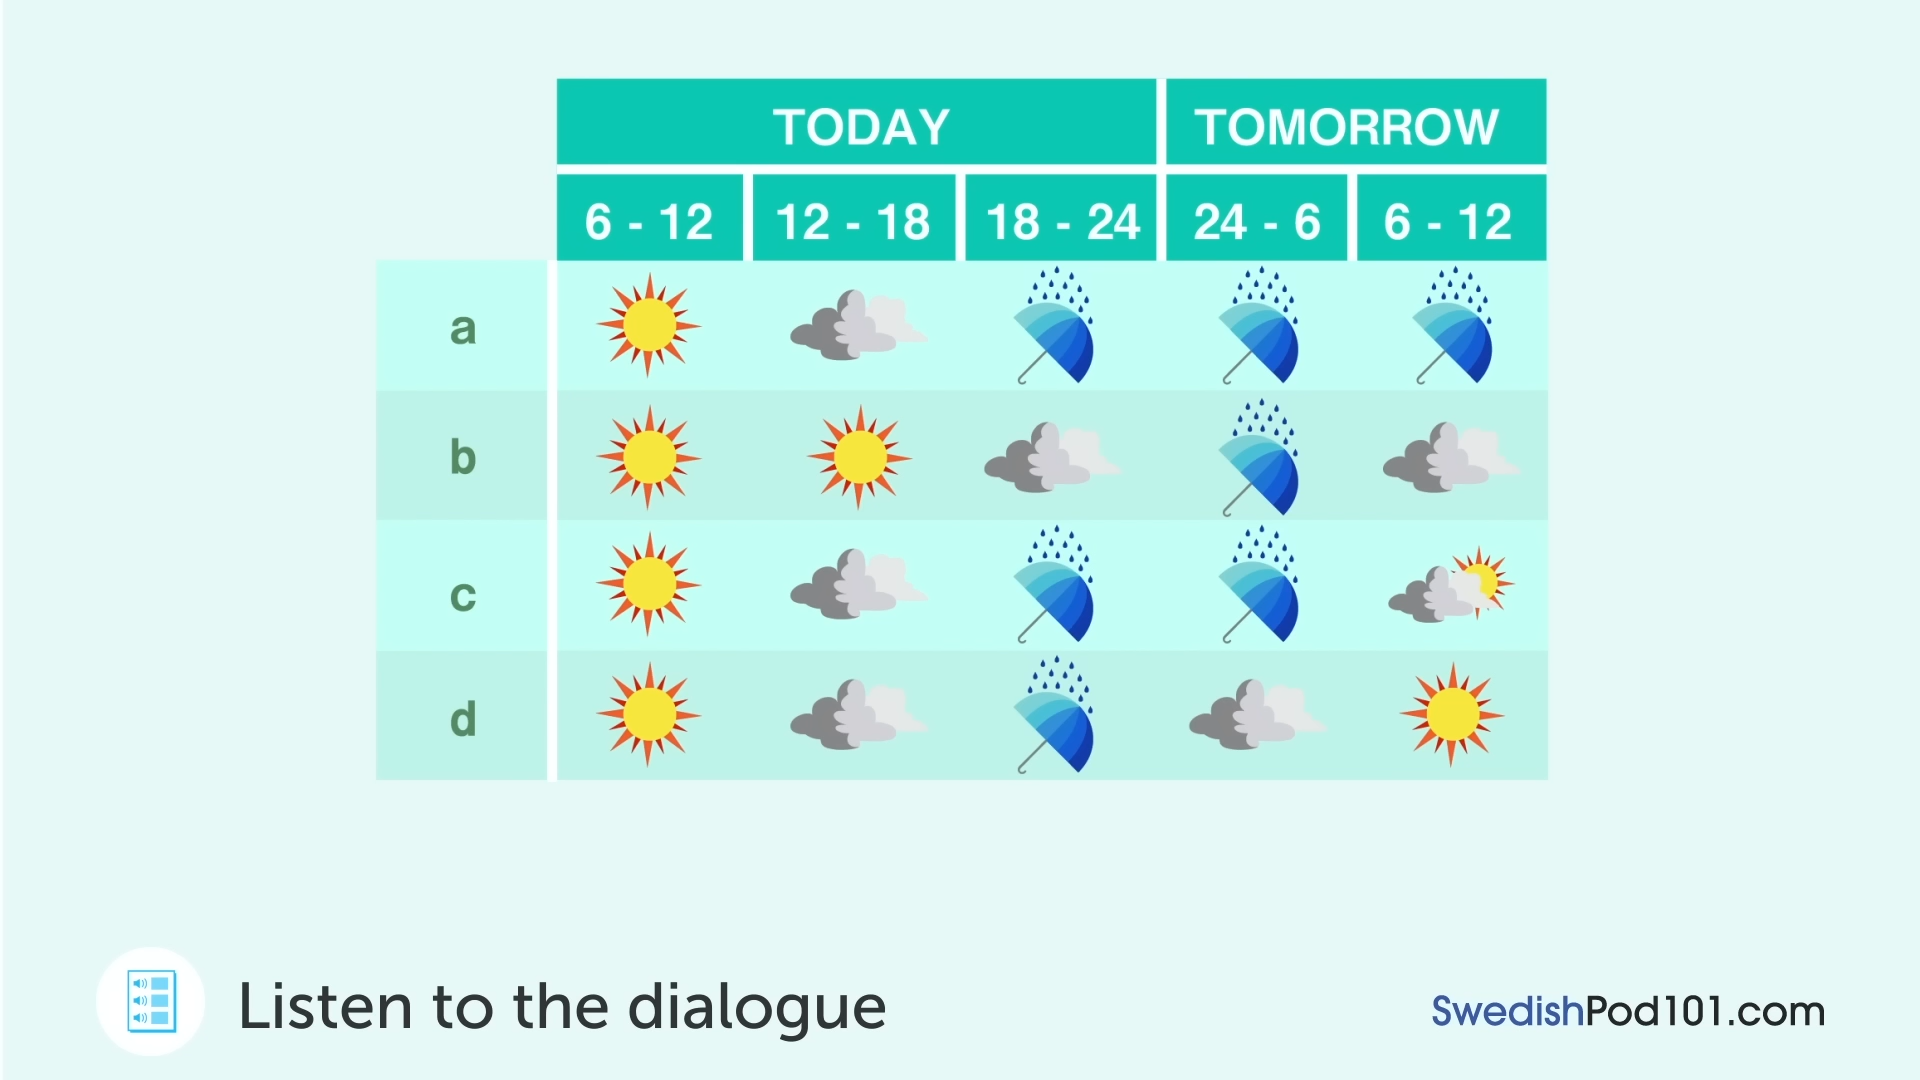 TODAY TOMORROW
6 - 12 12 - 18 18 - 24 24 - 6 6 - 12
a
b
c
d
Listen to the dialogue
SwedishPod101.com